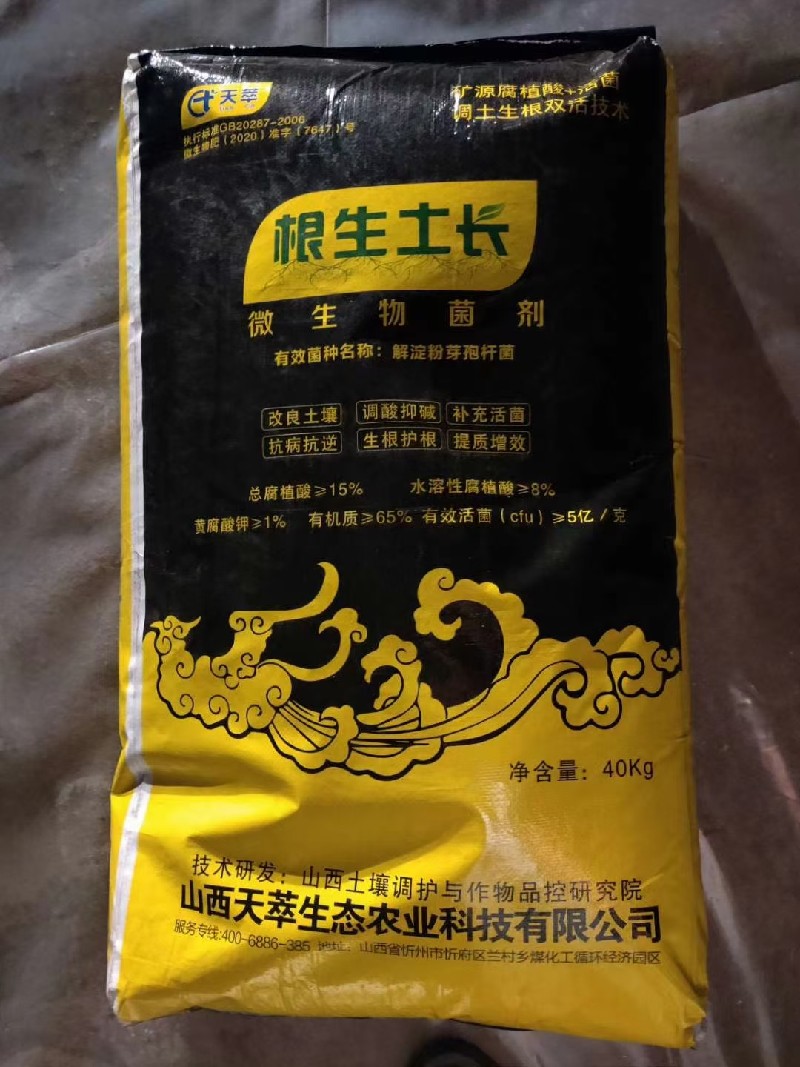 天萃
矿源腐植酸+活菌
调土生根双活技术
执行标准GB20287-2006
微生物肥（2020）准字（7647）号
根生土长
微生物菌剂
有效菌种名称：解淀粉芽孢杆菌
改良土壤 调酸抑碱 补充活菌
抗病抗逆 生根护根 提质增效
总腐植酸≥15% 水溶性腐植酸≥8%
黄腐酸钾≥1% 有机质≥65% 有效活菌（cfu）≥5亿/克
净含量：40Kg
技术研发：山西土壤调护与作物品控研究院
山西天萃生态农业科技有限公司
服务专线:400-6886-385 地址：山西省忻州市忻府区兰村乡煤化工循环经济园区